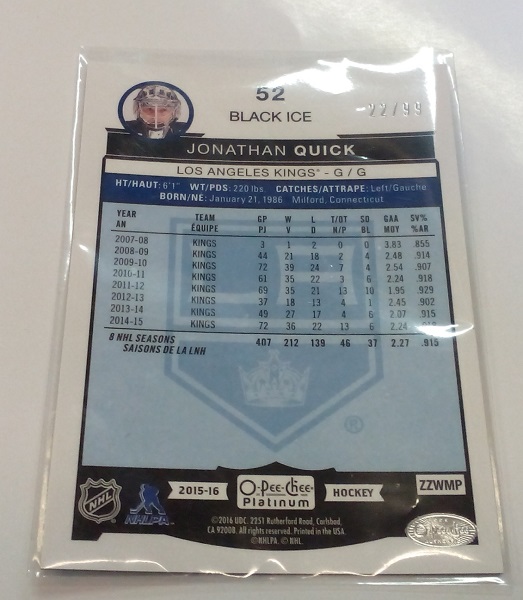 52
22/99
BLACK ICE
JONATHAN QUICK
LOS ANGELES KINGS - G / G
HT/HAUT: 6'1" WT/PDS: 220 lbs. CATCHES/ATTRAPE: Left/Gauche
BORN/NE: January 21, 1986 Milford, Connecticut
YEAR TEAM GP W L T/OT SO GAA SV%
AN ÉQUIPE PJ V D N/P BL MOY %AR
2007-08 KINGS 3 1 2 0 0 3.83 .855
2008-09 KINGS 44 21 18 2 4 2.48 .914
2009-10 KINGS 72 39 24 7 4 2.54 .907
2010-11 KINGS 61 35 22 3 6 2.24 .918
2011-12 KINGS 69 35 21 13 10 1.95 .929
2012-13 KINGS 37 18 13 4 1 2.45 .902
2013-14 KINGS 49 27 17 4 6 2.07 .915
2014-15 KINGS 72 36 22 13 6 2.24
8 NHL SEASONS 407 212 139 46 37 2.27 .915
SAISONS DE LA LNH
®
NHL NHLPA 2015-16 O-Pee-Chee Platinum HOCKEY ZZWMP
©2016 UDC. 2251 Rutherford Road, Carlsbad,
CA 92008. All rights reserved. Printed in the USA.
©NHLPA. © NHL.